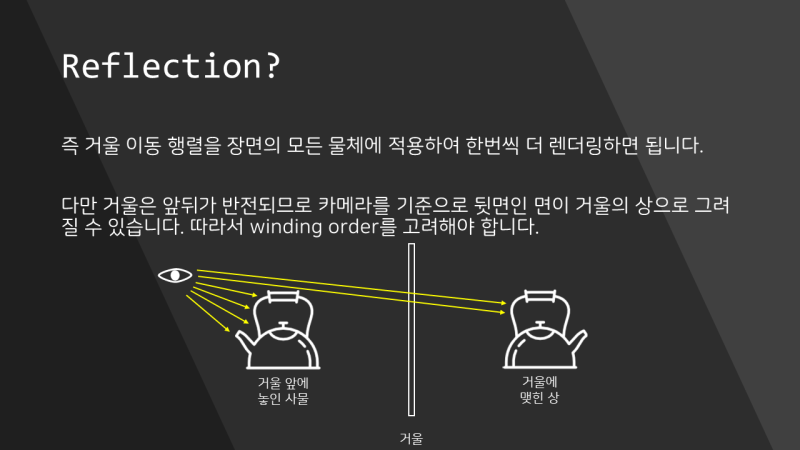 Reflection?
즉 거울 이동 행렬을 장면의 모든 물체에 적용하여 한번씩 더 렌더링하면 됩니다.
다만 거울은 앞뒤가 반전되므로 카메라를 기준으로 뒷면인 면이 거울의 상으로 그려
질 수 있습니다. 따라서 winding order를 고려해야 합니다.
거울 앞에
놓인 사물
거울에
맺힌 상
거울